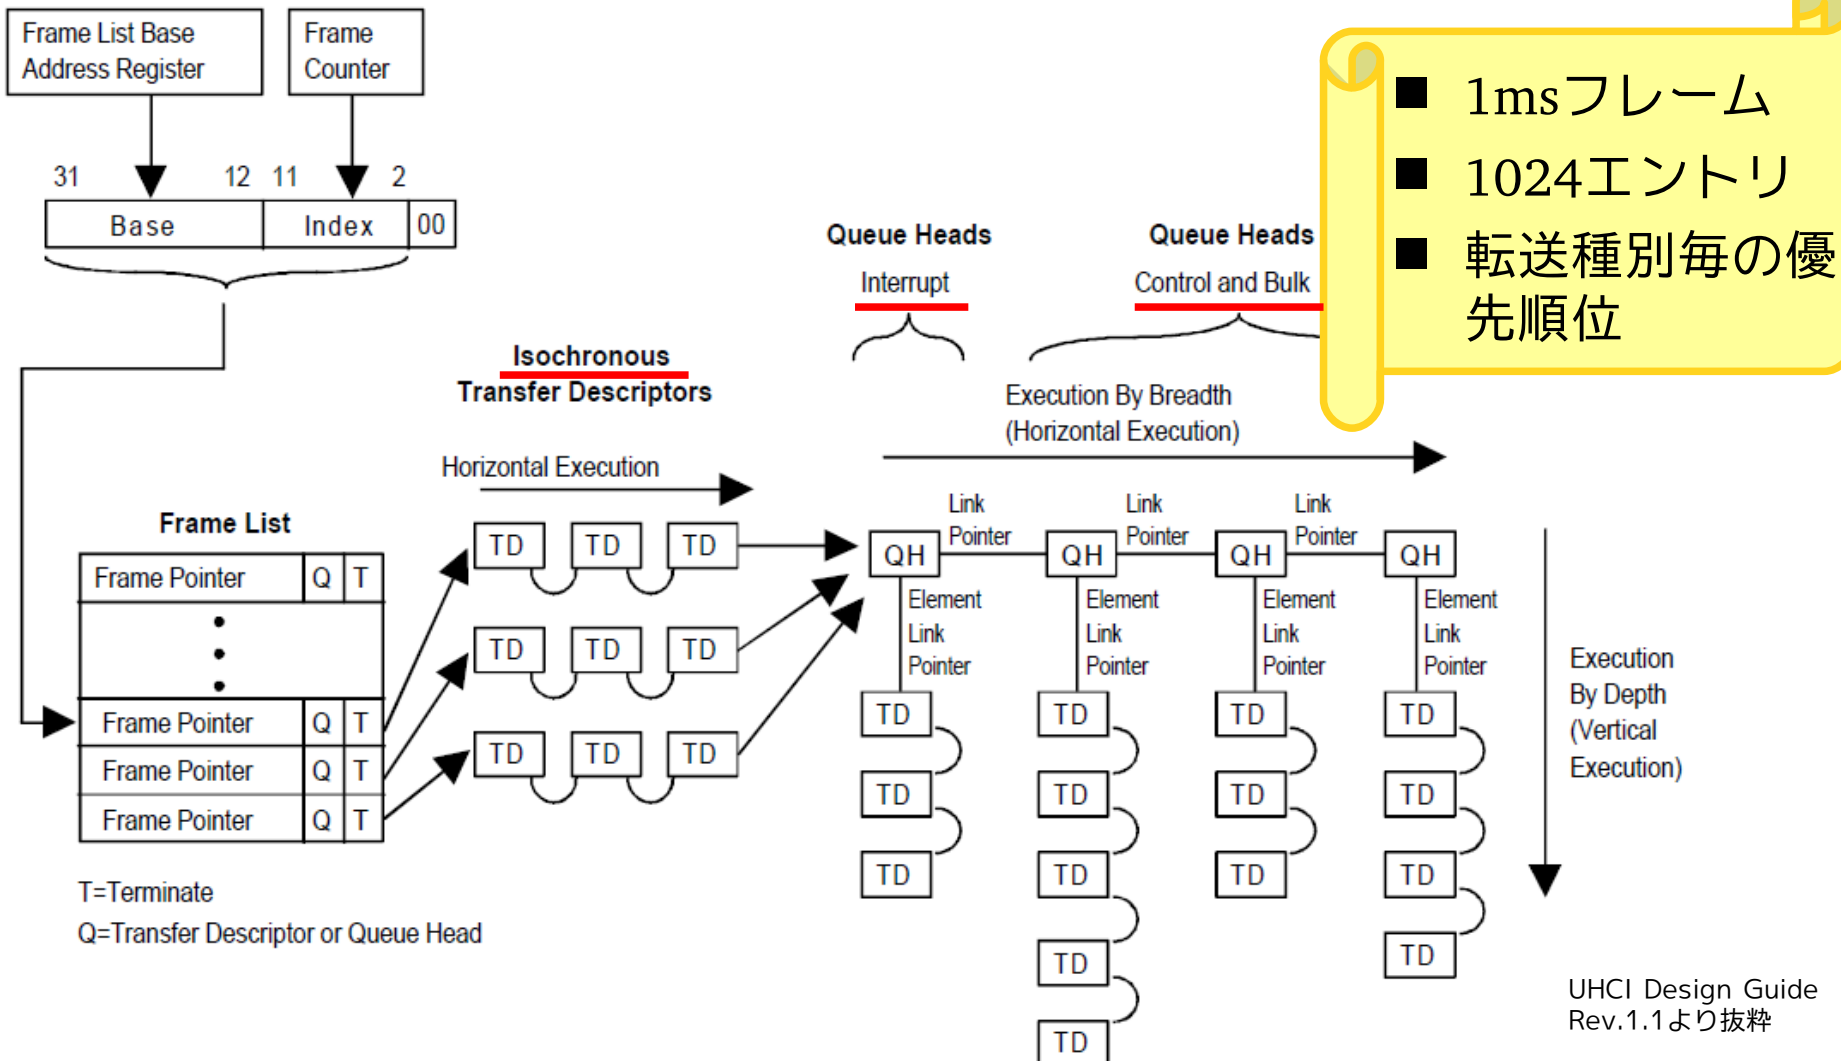 Frame List Base
Address Register
Frame
Counter
31
12
11
2
Base
Index
00
1msフレーム
1024エントリ
転送種別毎の優
先順位
Queue Heads
Interrupt
Queue Heads
Control and Bulk
Isochronous
Transfer Descriptors
Execution By Breadth
(Horizontal Execution)
Horizontal Execution
Frame List
Frame Pointer Q T
Frame Pointer Q T
Frame Pointer Q T
Frame Pointer Q T
TD TD TD
TD TD TD
TD TD TD
Link
Pointer
Link
Pointer
Link
Pointer
QH QH QH QH
Element
Link
Pointer
Element
Link
Pointer
Element
Link
Pointer
Element
Link
Pointer
TD TD TD TD
TD TD TD TD
TD TD TD TD
TD TD
TD
Execution
By Depth
(Vertical
Execution)
T=Terminate
Q=Transfer Descriptor or Queue Head
UHCI Design Guide
Rev.1.1より抜粋